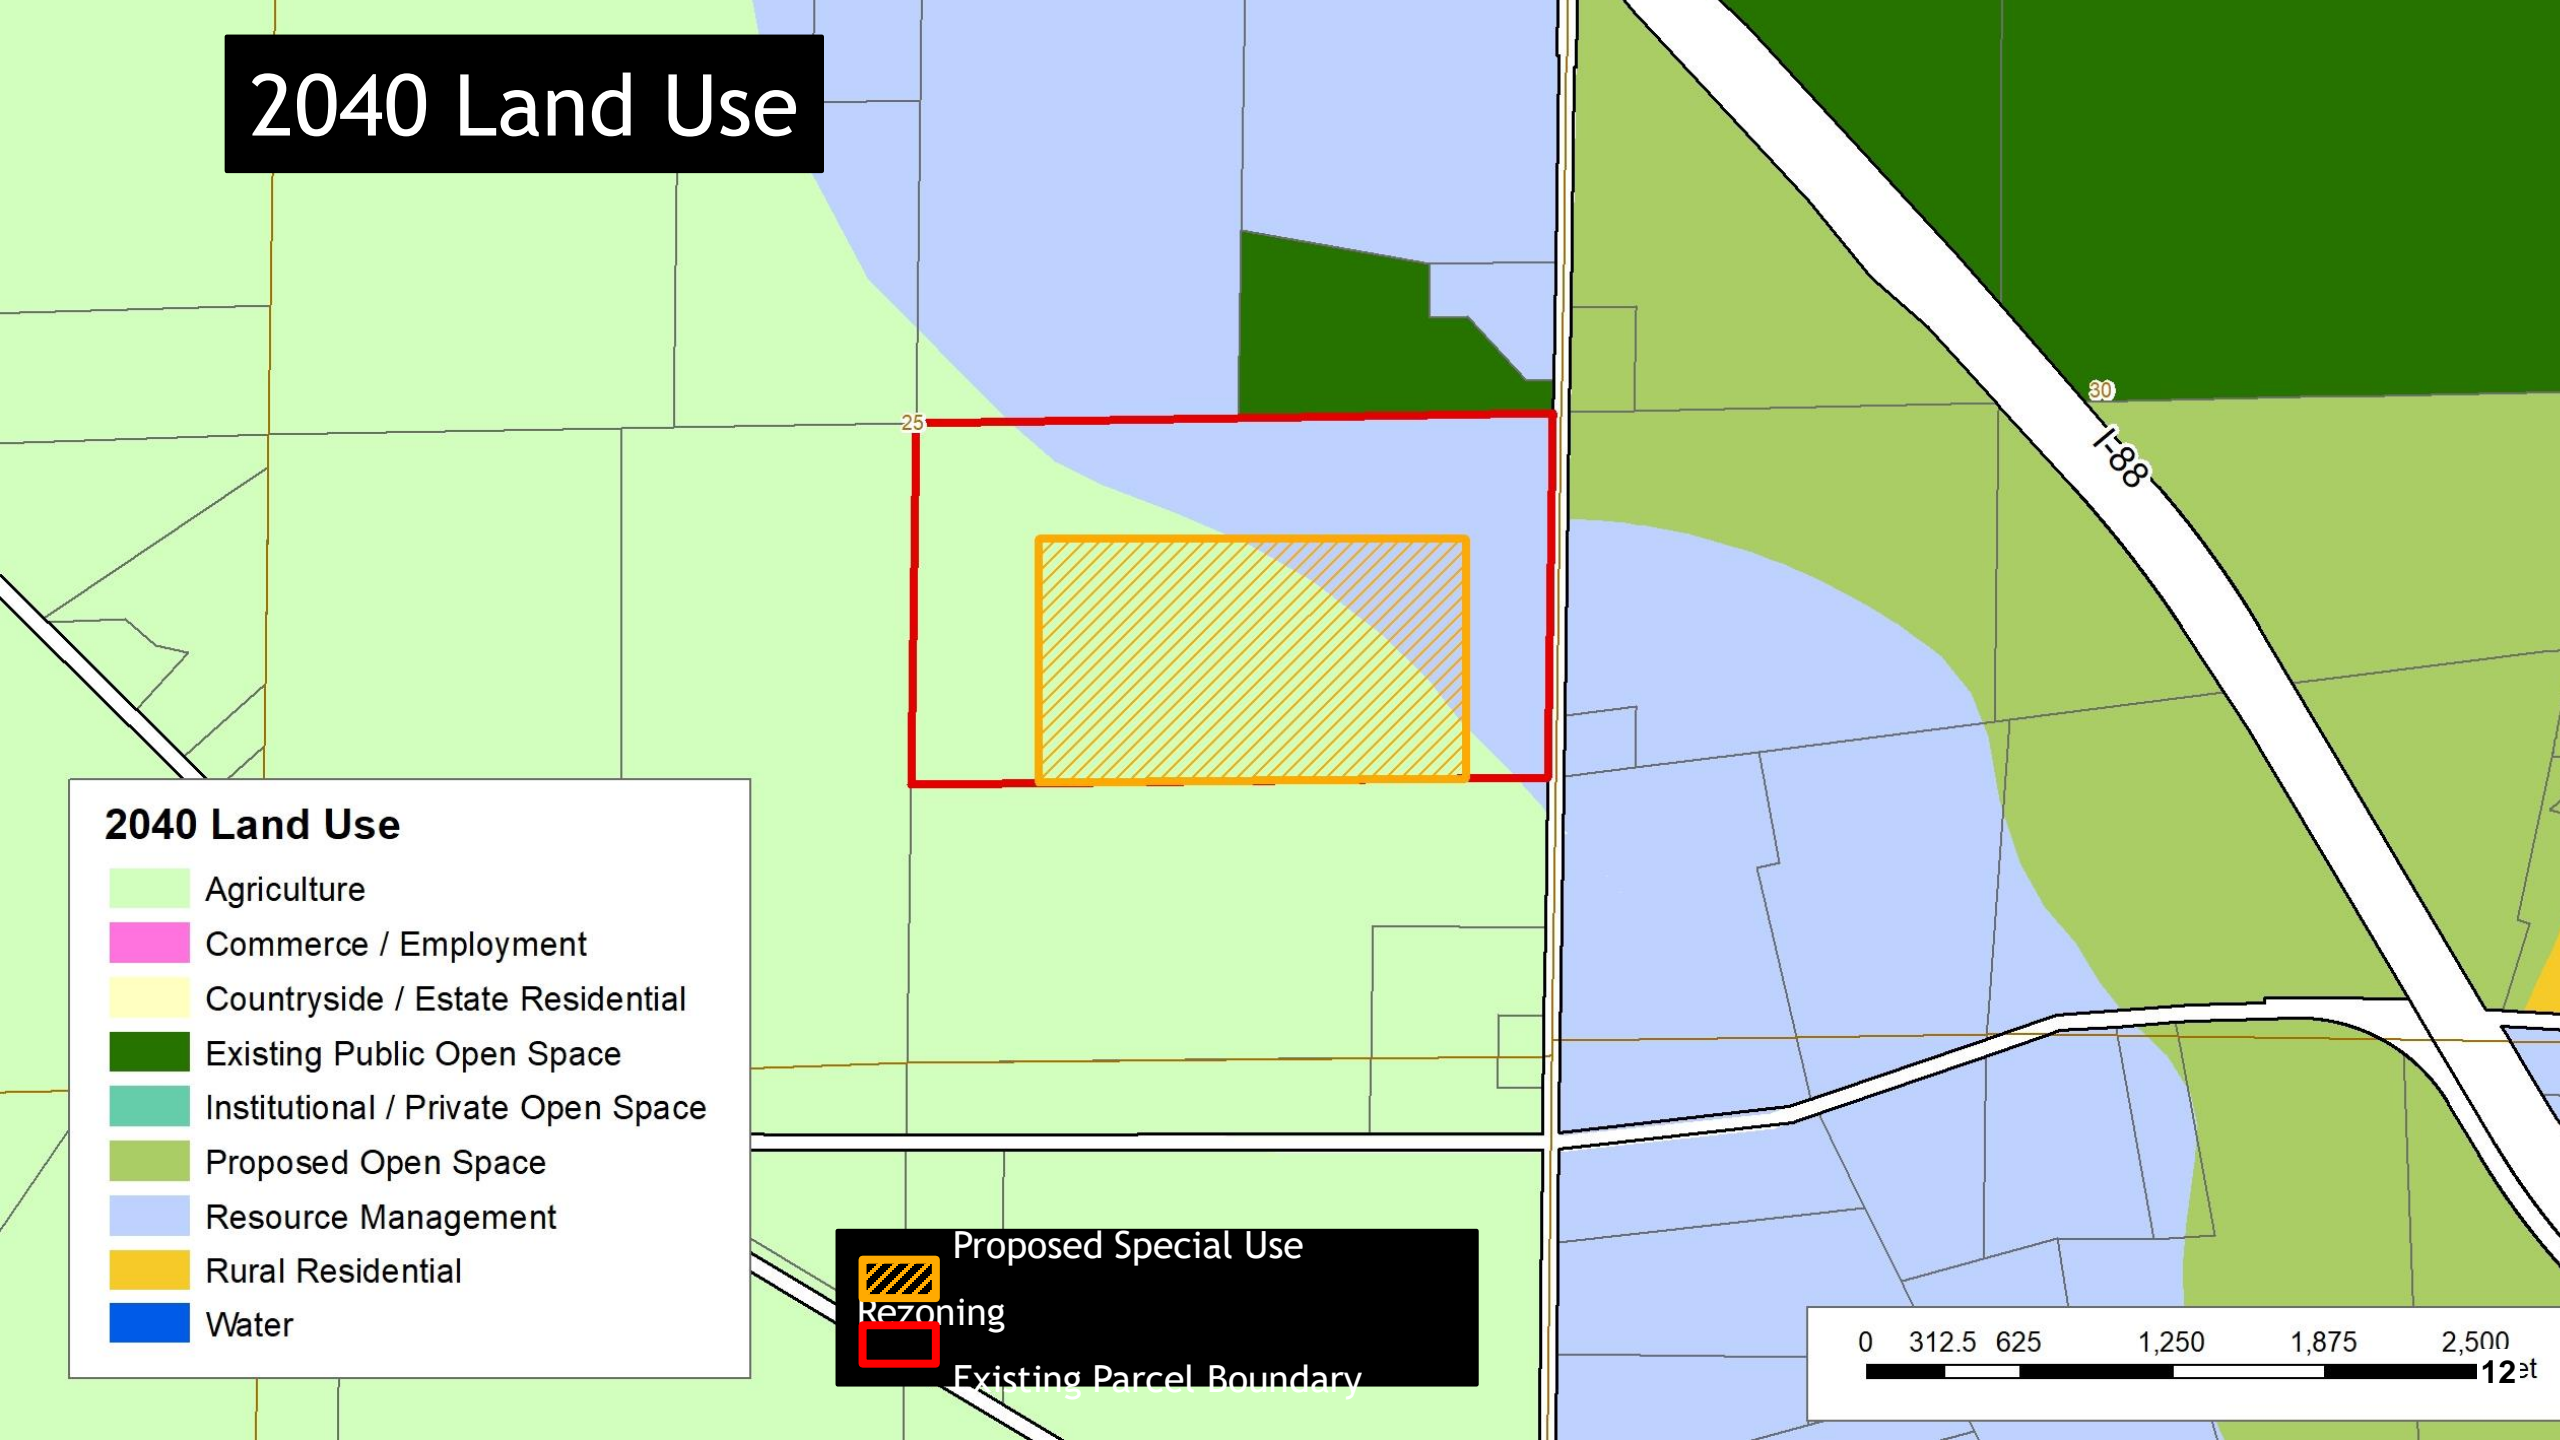 2040 Land Use
30
25
I-88
2040 Land Use
Agriculture
Commerce / Employment
Countryside / Estate Residential
Existing Public Open Space
Institutional / Private Open Space
Proposed Open Space
Resource Management
Rural Residential
Water
Proposed Special Use
Rezoning
Existing Parcel Boundary
0 312.5 625 1,250 1,875 2,500
12